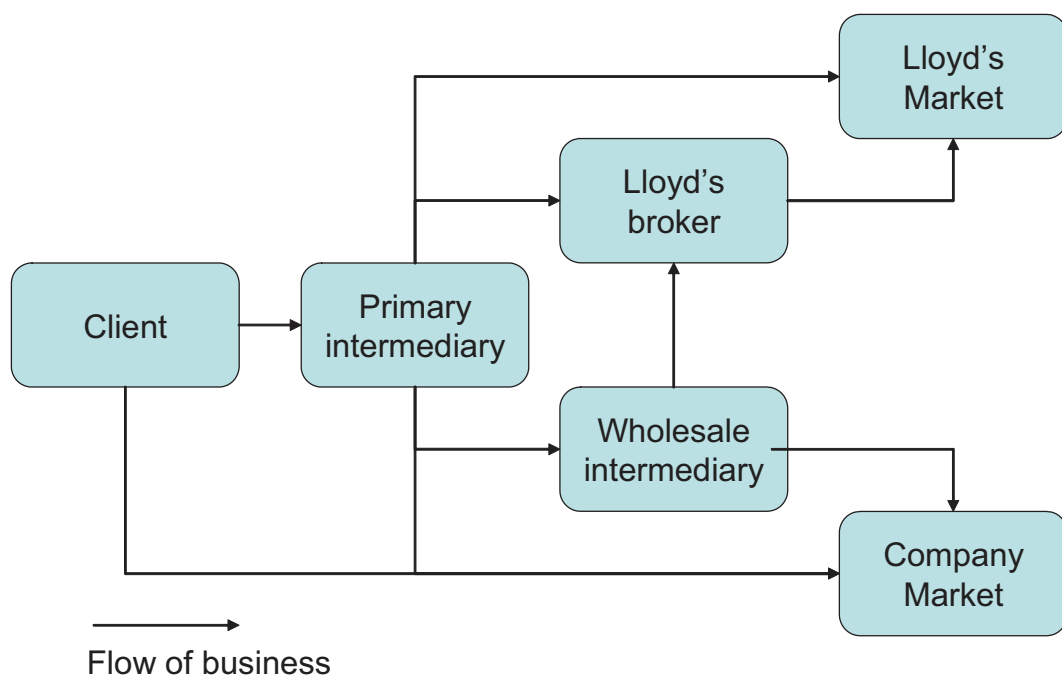 Lloyd's
Market
Lloyd's
broker
Client
Primary
intermediary
Wholesale
intermediary
Company
Market
Flow of business